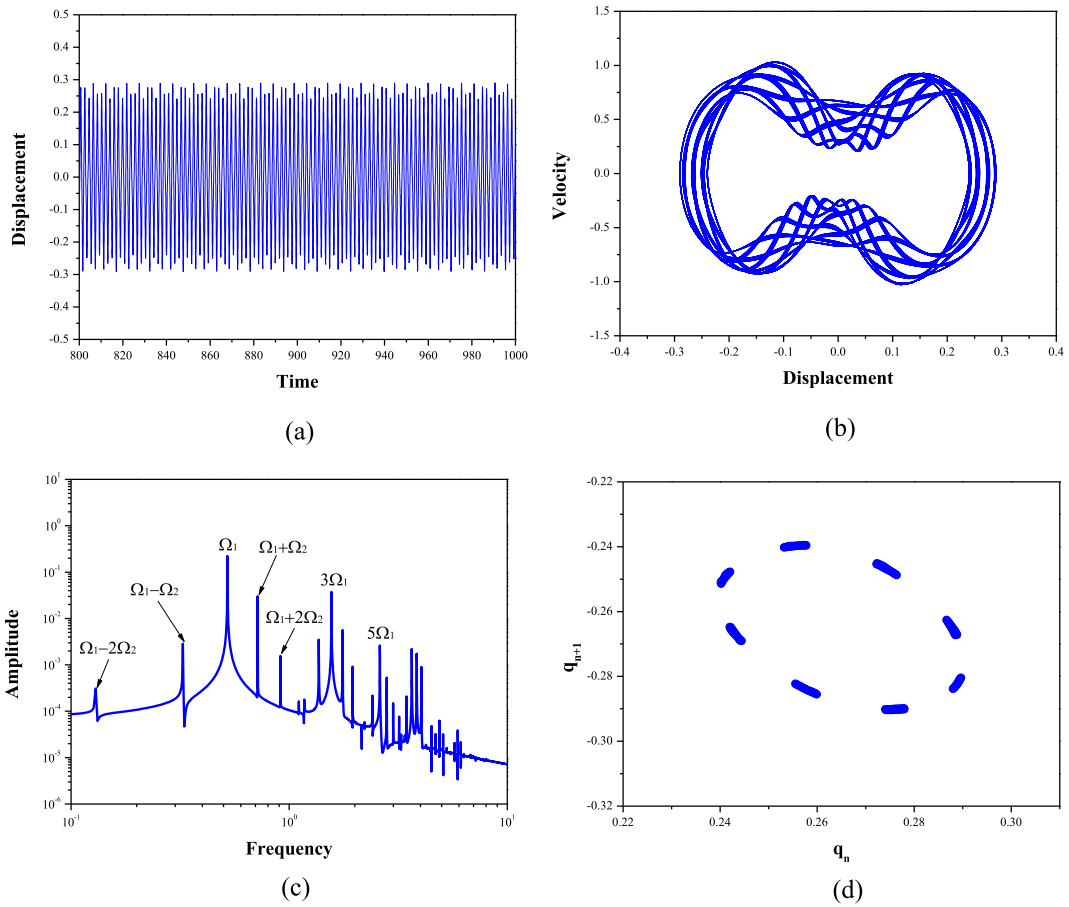 0.5
0.4
0.3
0.2
0.1
0.0
-0.1
-0.2
-0.3
-0.4
-0.5
Displacement
800 820 840 860 880 900 920 940 960 980 1000
Time
(a)
1.5
1.0
0.5
0.0
-0.5
-1.0
-1.5
Velocity
-0.4 -0.3 -0.2 -0.1 0.0 0.1 0.2 0.3 0.4
Displacement
(b)
10¹
10⁰
10⁻¹
10⁻²
10⁻³
10⁻⁴
10⁻⁵
10⁻⁶
Amplitude
Ω₁
Ω₁+Ω₂
Ω₁−Ω₂
3Ω₁
Ω₁+2Ω₂
5Ω₁
Ω₁−2Ω₂
10⁻¹ 10⁰ 10¹
Frequency
(c)
-0.22
-0.24
-0.26
-0.28
-0.30
-0.32
qₙ₊₁
0.22 0.24 0.26 0.28 0.30
qₙ
(d)